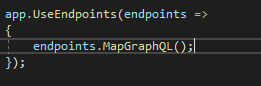 app.UseEndpoints(endpoints =>
{
    endpoints.MapGraphQL();
});